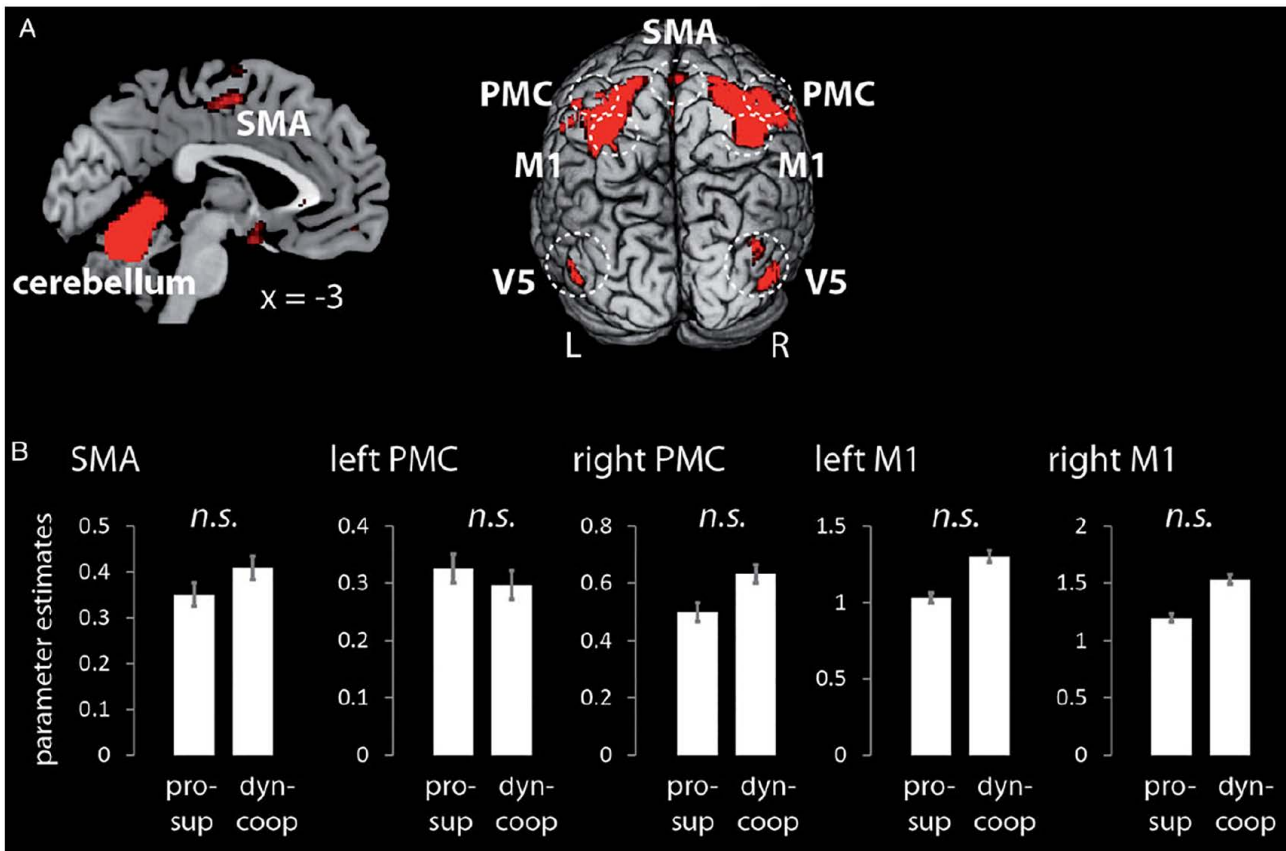 A
SMA
PMC
PMC
SMA
M1
M1
V5
V5
cerebellum
x = -3
L
R
B
SMA
left PMC
right PMC
left M1
right M1
parameter estimates
n.s.
0.5
0.4
0.3
0.2
0.1
0
pro-
sup
dyn-
coop
n.s.
0.4
0.3
0.2
0.1
0
pro-
sup
dyn-
coop
n.s.
0.8
0.6
0.4
0.2
0
pro-
sup
dyn-
coop
n.s.
1.5
1
0.5
0
pro-
sup
dyn-
coop
n.s.
2
1.5
1
0.5
0
pro-
sup
dyn-
coop